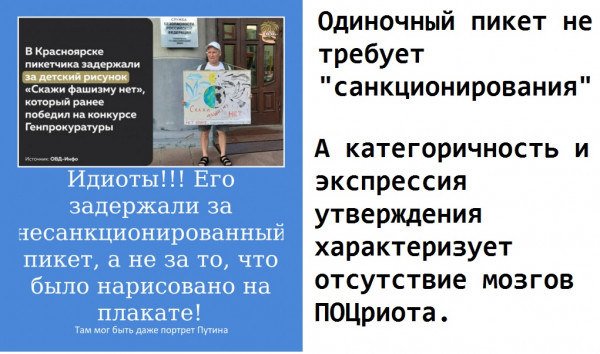 В Красноярске
пикетчика задержали
за детский рисунок
«Скажи фашизму нет»,
который ранее
победил на конкурсе
Генпрокуратуры
Источник: ОВД-Инфо
Идиоты!!! Его
задержали за
несанкционированный
пикет, а не за то, что
было нарисовано на
плакате!
Там мог быть даже портрет Путина
Одиночный пикет не
требует
"санкционирования"
А категоричность и
экспрессия
утверждения
характеризует
отсутствие мозгов
ПОЦриота.